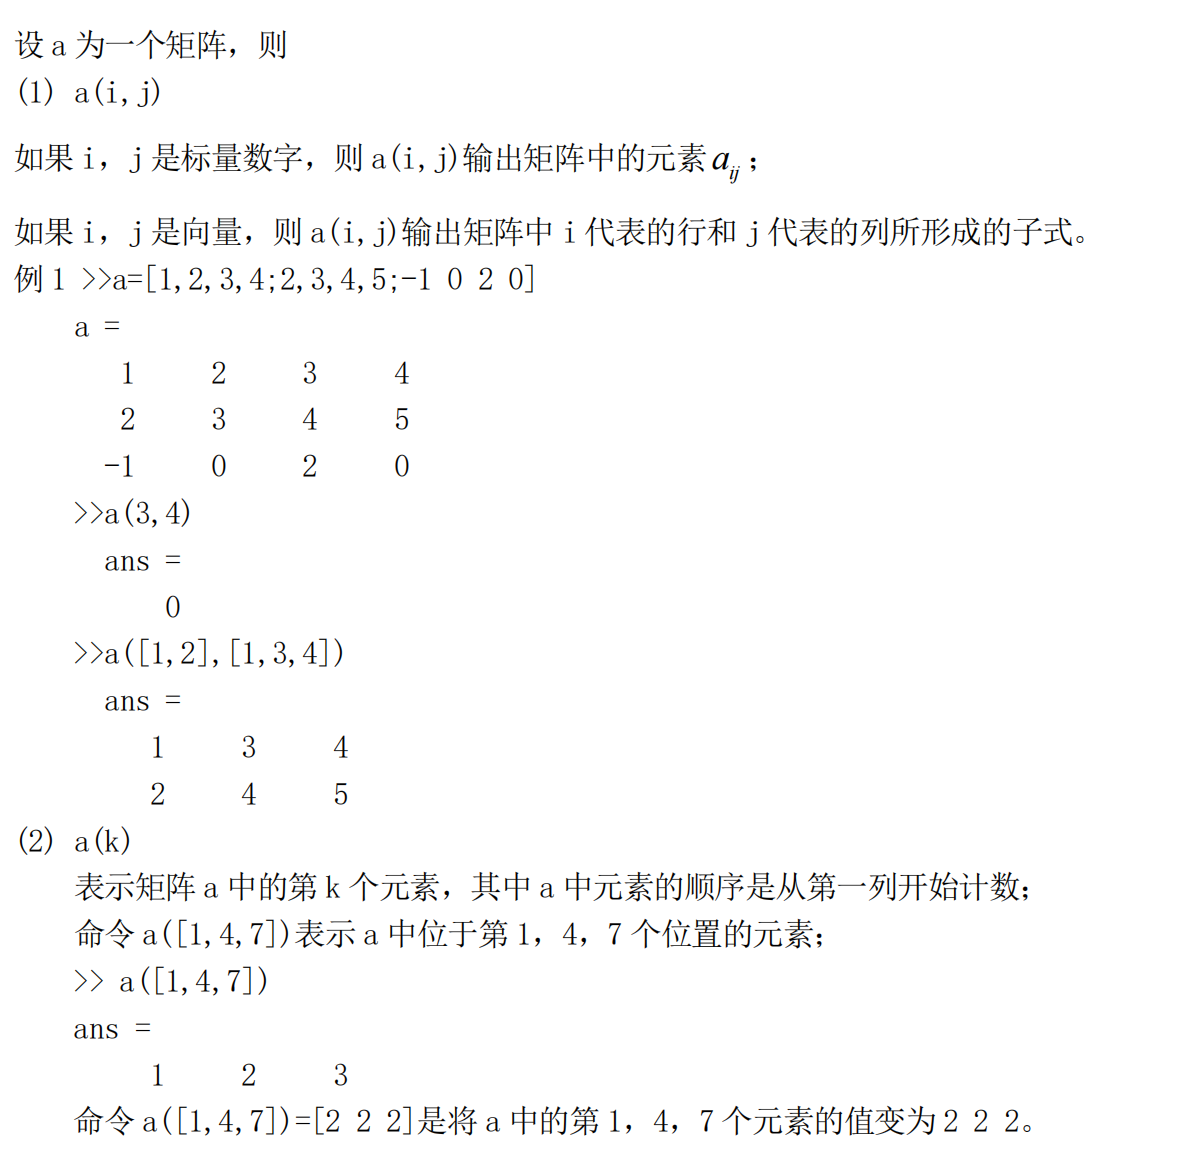 设 a 为一个矩阵，则
(1) a(i,j)
如果 i，j 是标量数字，则 a(i,j)输出矩阵中的元素 a_{ij}；
如果 i，j 是向量，则 a(i,j)输出矩阵中 i 代表的行和 j 代表的列所形成的子式。
例 1 >>a=[1,2,3,4;2,3,4,5;-1 0 2 0]
a =
1 2 3 4
2 3 4 5
-1 0 2 0
>>a(3,4)
ans =
0
>>a([1,2],[1,3,4])
ans =
1 3 4
2 4 5
(2) a(k)
表示矩阵 a 中的第 k 个元素，其中 a 中元素的顺序是从第一列开始计数；
命令 a([1,4,7])表示 a 中位于第 1，4，7 个位置的元素；
>> a([1,4,7])
ans =
1 2 3
命令 a([1,4,7])=[2 2 2]是将 a 中的第 1，4，7 个元素的值变为 2 2 2。